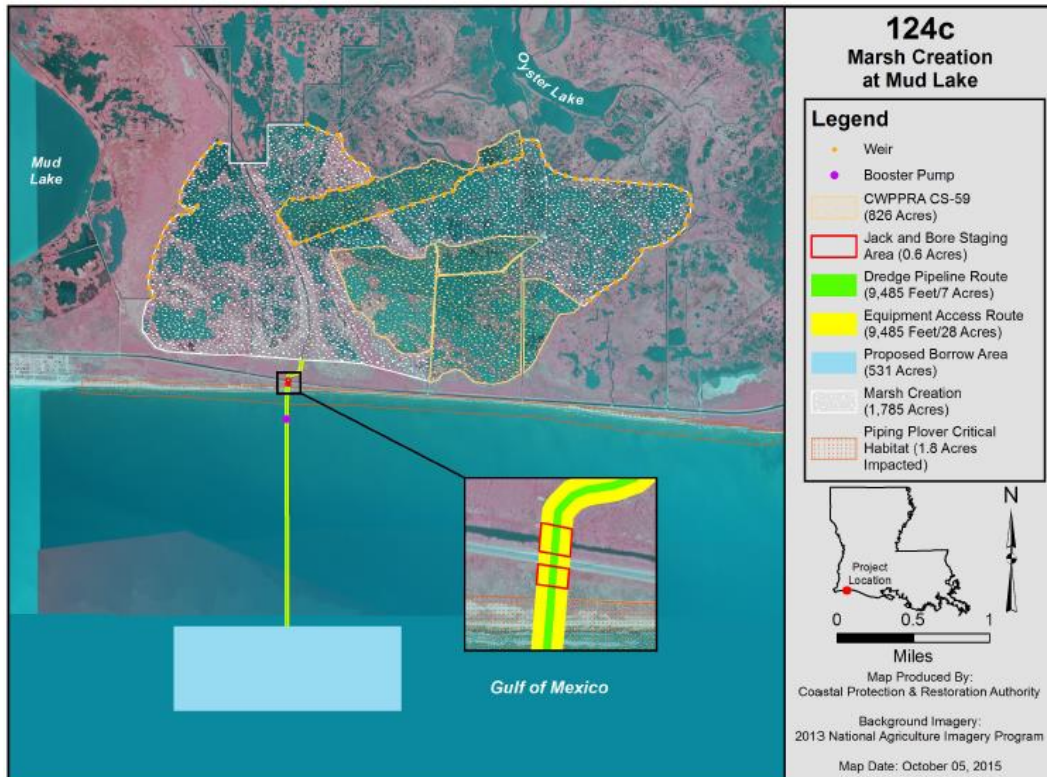 Mud
Lake
Oyster Lake
Gulf of Mexico
124c
Marsh Creation
at Mud Lake
Legend
Weir
Booster Pump
CWPPRA CS-59
(826 Acres)
Jack and Bore Staging
Area (0.6 Acres)
Dredge Pipeline Route
(9,485 Feet/7 Acres)
Equipment Access Route
(9,485 Feet/28 Acres)
Proposed Borrow Area
(531 Acres)
Marsh Creation
(1,785 Acres)
Piping Plover Critical
Habitat (1.8 Acres
Impacted)
Project
Location
N
0 0.5 1
Miles
Map Produced By:
Coastal Protection & Restoration Authority
Background Imagery:
2013 National Agriculture Imagery Program
Map Date: October 05, 2015